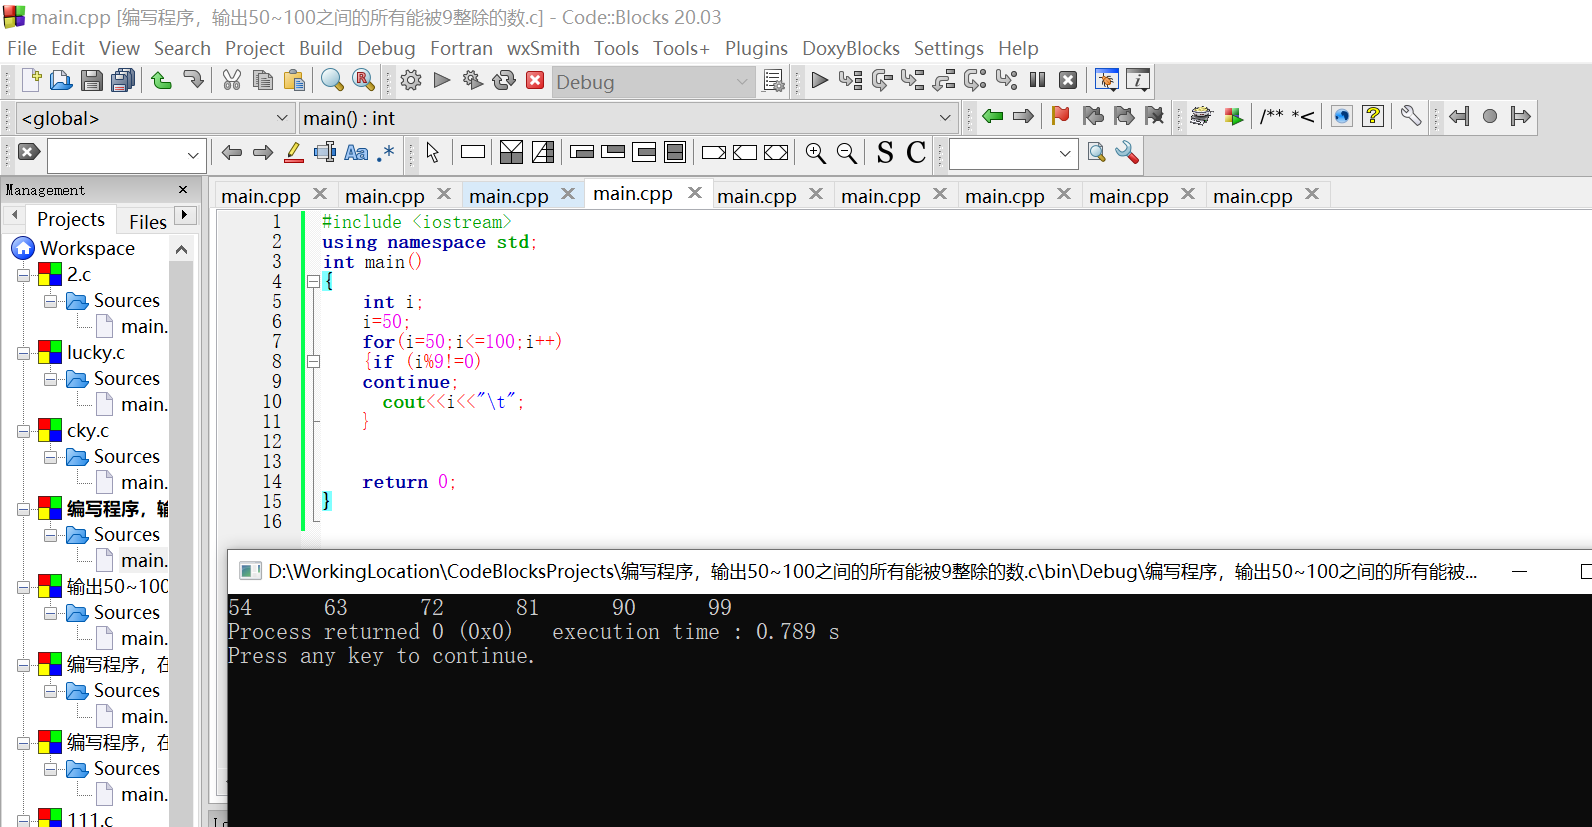 main.cpp [编写程序，输出50~100之间的所有能被9整除的数.c] - Code::Blocks 20.03
File Edit View Search Project Build Debug Fortran wxSmith Tools Tools+ Plugins DoxyBlocks Settings Help
Debug
<global> main() : int /** *<
Aa .* S C
Management ×
main.cpp main.cpp main.cpp main.cpp main.cpp main.cpp main.cpp main.cpp main.cpp
Projects Files
Workspace
2.c
Sources
main.
lucky.c
Sources
main.
cky.c
Sources
main.
编写程序，输
Sources
main.
输出50~100
Sources
main.
编写程序，在
Sources
main.
编写程序，在
Sources
main.
111.c
1 #include <iostream>
2 using namespace std;
3 int main()
4 {
5 int i;
6 i=50;
7 for(i=50;i<=100;i++)
8 {if (i%9!=0)
9 continue;
10 cout<<i<<"\t";
11 }
12
13
14 return 0;
15 }
16
D:\WorkingLocation\CodeBlocksProjects\编写程序，输出50~100之间的所有能被9整除的数.c\bin\Debug\编写程序，输出50~100之间的所有能被...
54 63 72 81 90 99
Process returned 0 (0x0) execution time : 0.789 s
Press any key to continue.